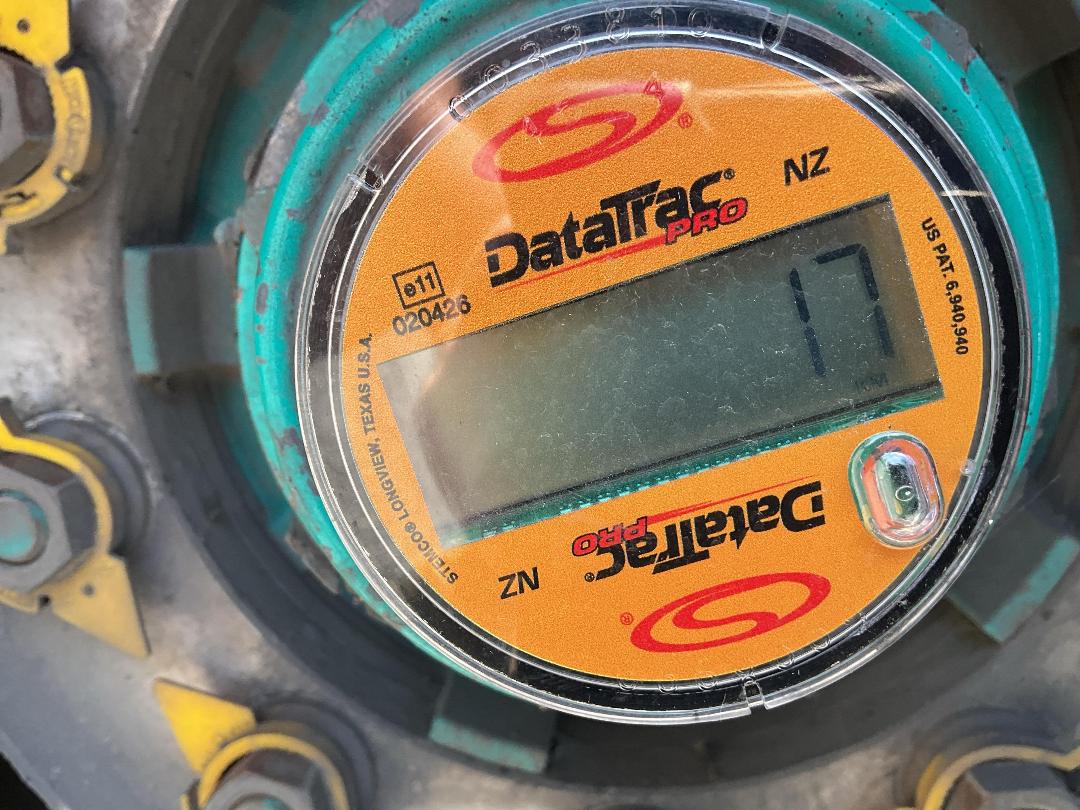 DataTrac®
PRO
NZ
e11
020426
17
KM
US PAT. 6,940,940
STEMCO® LONGVIEW, TEXAS U.S.A.
DataTrac®
PRO
NZ